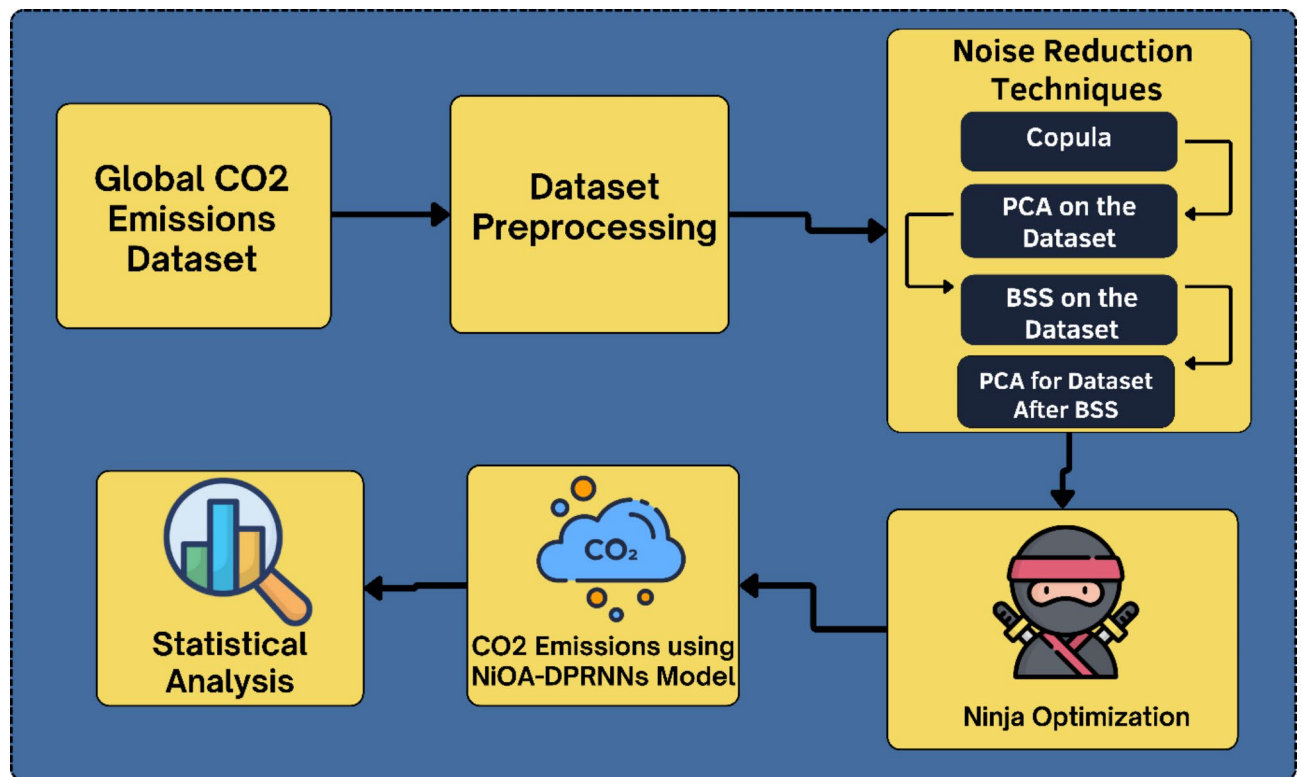 Global CO2
Emissions
Dataset
Dataset
Preprocessing
Noise Reduction
Techniques
Copula
PCA on the
Dataset
BSS on the
Dataset
PCA for Dataset
After BSS
Ninja Optimization
CO₂
CO2 Emissions using
NiOA-DPRNNs Model
Statistical
Analysis